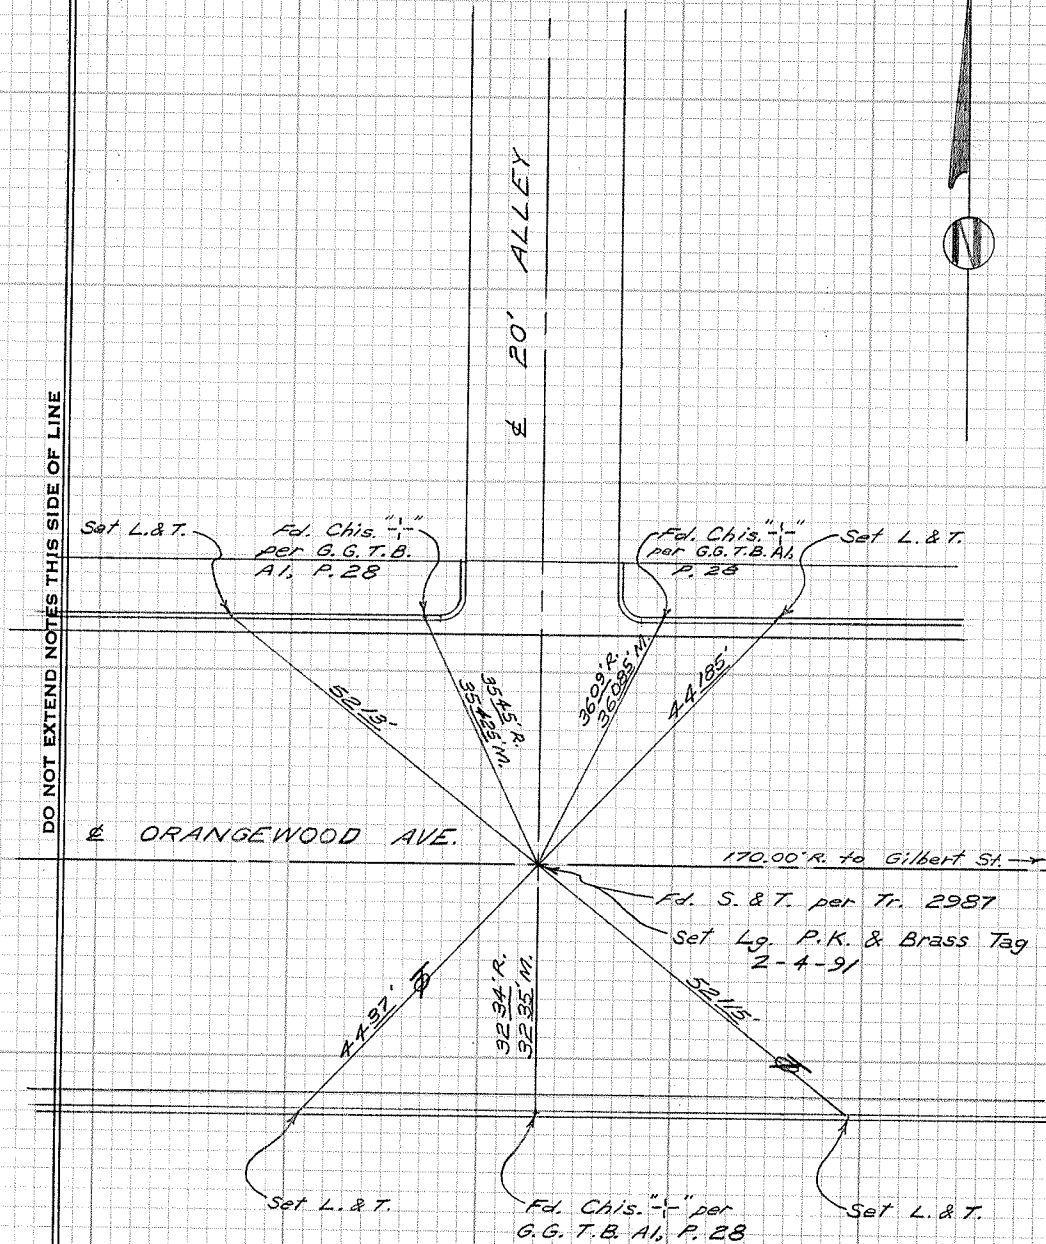 DO NOT EXTEND NOTES THIS SIDE OF LINE
℄ 20' ALLEY
N
Set L. & T.
Fd. Chis. "-¦-"
per G. G. T. B.
A1, P. 28
Fd. Chis. "-¦-"
per G.G. T.B. A1,
P. 28
Set L. & T.
52.13'
35.45' R.
35.425' M.
36.09' R.
36.085' M.
44.185'
℄ ORANGEWOOD AVE.
170.00' R. to Gilbert St.
Fd. S. & T. per Tr. 2987
Set Lg. P.K. & Brass Tag
2-4-91
44.37'
32.34' R.
32.35' M.
52.115'
Set L. & T.
Fd. Chis. "-¦-" per
G. G. T. B. A1, P. 28
Set L. & T.